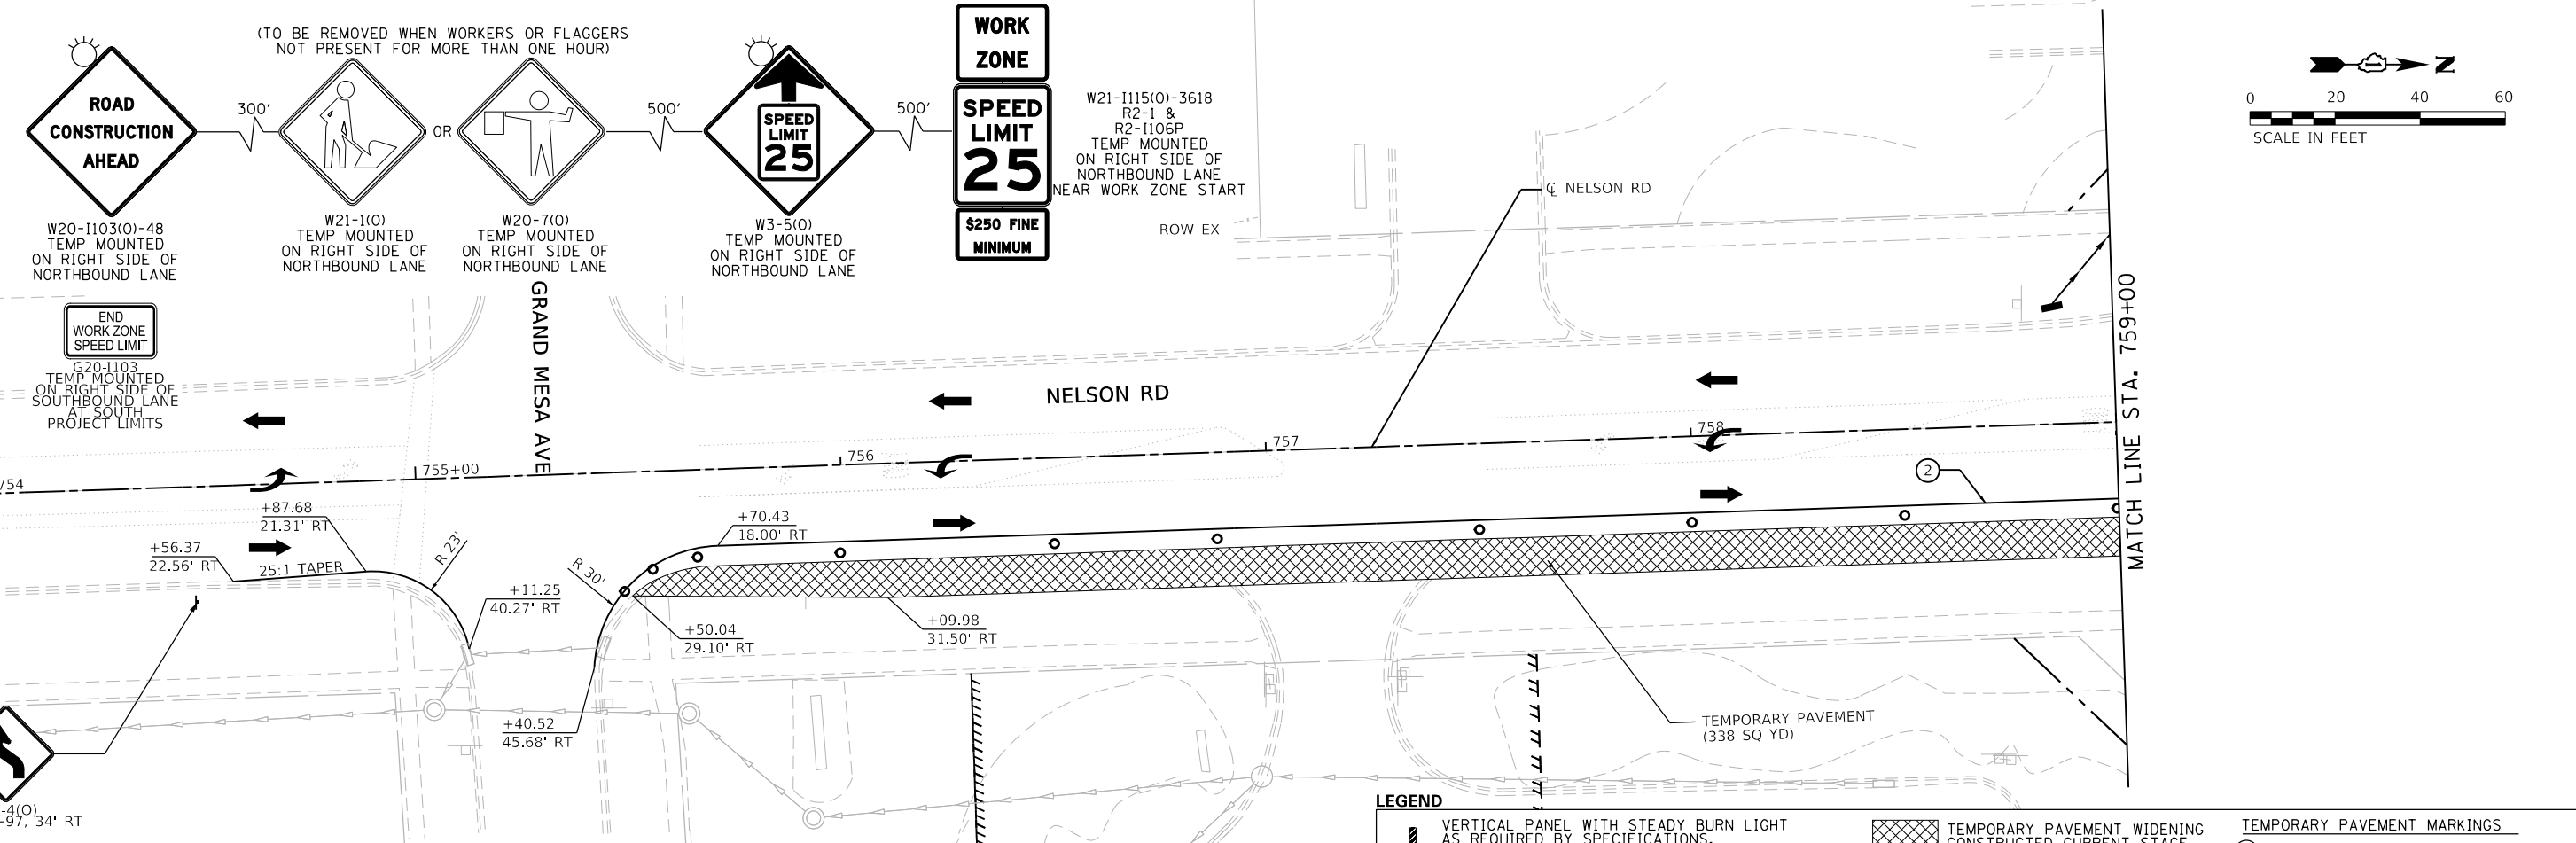 (TO BE REMOVED WHEN WORKERS OR FLAGGERS
NOT PRESENT FOR MORE THAN ONE HOUR)
ROAD
CONSTRUCTION
AHEAD
300'
OR
500'
SPEED
LIMIT
25
500'
WORK
ZONE
SPEED
LIMIT
25
$250 FINE
MINIMUM
W20-I103(O)-48
TEMP MOUNTED
ON RIGHT SIDE OF
NORTHBOUND LANE
W21-1(O)
TEMP MOUNTED
ON RIGHT SIDE OF
NORTHBOUND LANE
W20-7(O)
TEMP MOUNTED
ON RIGHT SIDE OF
NORTHBOUND LANE
W3-5(O)
TEMP MOUNTED
ON RIGHT SIDE OF
NORTHBOUND LANE
W21-I115(O)-3618
R2-1 &
R2-I106P
TEMP MOUNTED
ON RIGHT SIDE OF
NORTHBOUND LANE
NEAR WORK ZONE START
ROW EX
℄ NELSON RD
N
0 20 40 60
SCALE IN FEET
END
WORK ZONE
SPEED LIMIT
G20-I103
TEMP MOUNTED
ON RIGHT SIDE OF
SOUTHBOUND LANE
AT SOUTH
PROJECT LIMITS
GRAND MESA AVE
NELSON RD
MATCH LINE STA. 759+00
754
755+00
756
757
758
2
+87.68
21.31' RT
+56.37
22.56' RT
25:1 TAPER
R 23'
+11.25
40.27' RT
R 30'
+70.43
18.00' RT
+50.04
29.10' RT
+09.98
31.50' RT
+40.52
45.68' RT
TEMPORARY PAVEMENT
(338 SQ YD)
-4(O)
-97, 34' RT
LEGEND
VERTICAL PANEL WITH STEADY BURN LIGHT
AS REQUIRED BY SPECIFICATIONS.
TEMPORARY PAVEMENT WIDENING
CONSTRUCTED CURRENT STAGE
TEMPORARY PAVEMENT MARKINGS